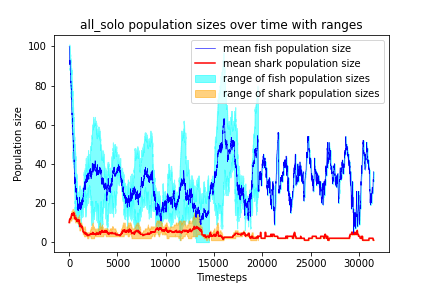 all_solo population sizes over time with ranges
mean fish population size
mean shark population size
range of fish population sizes
range of shark population sizes
Population size
100
80
60
40
20
0
0
5000
10000
15000
20000
25000
30000
Timesteps